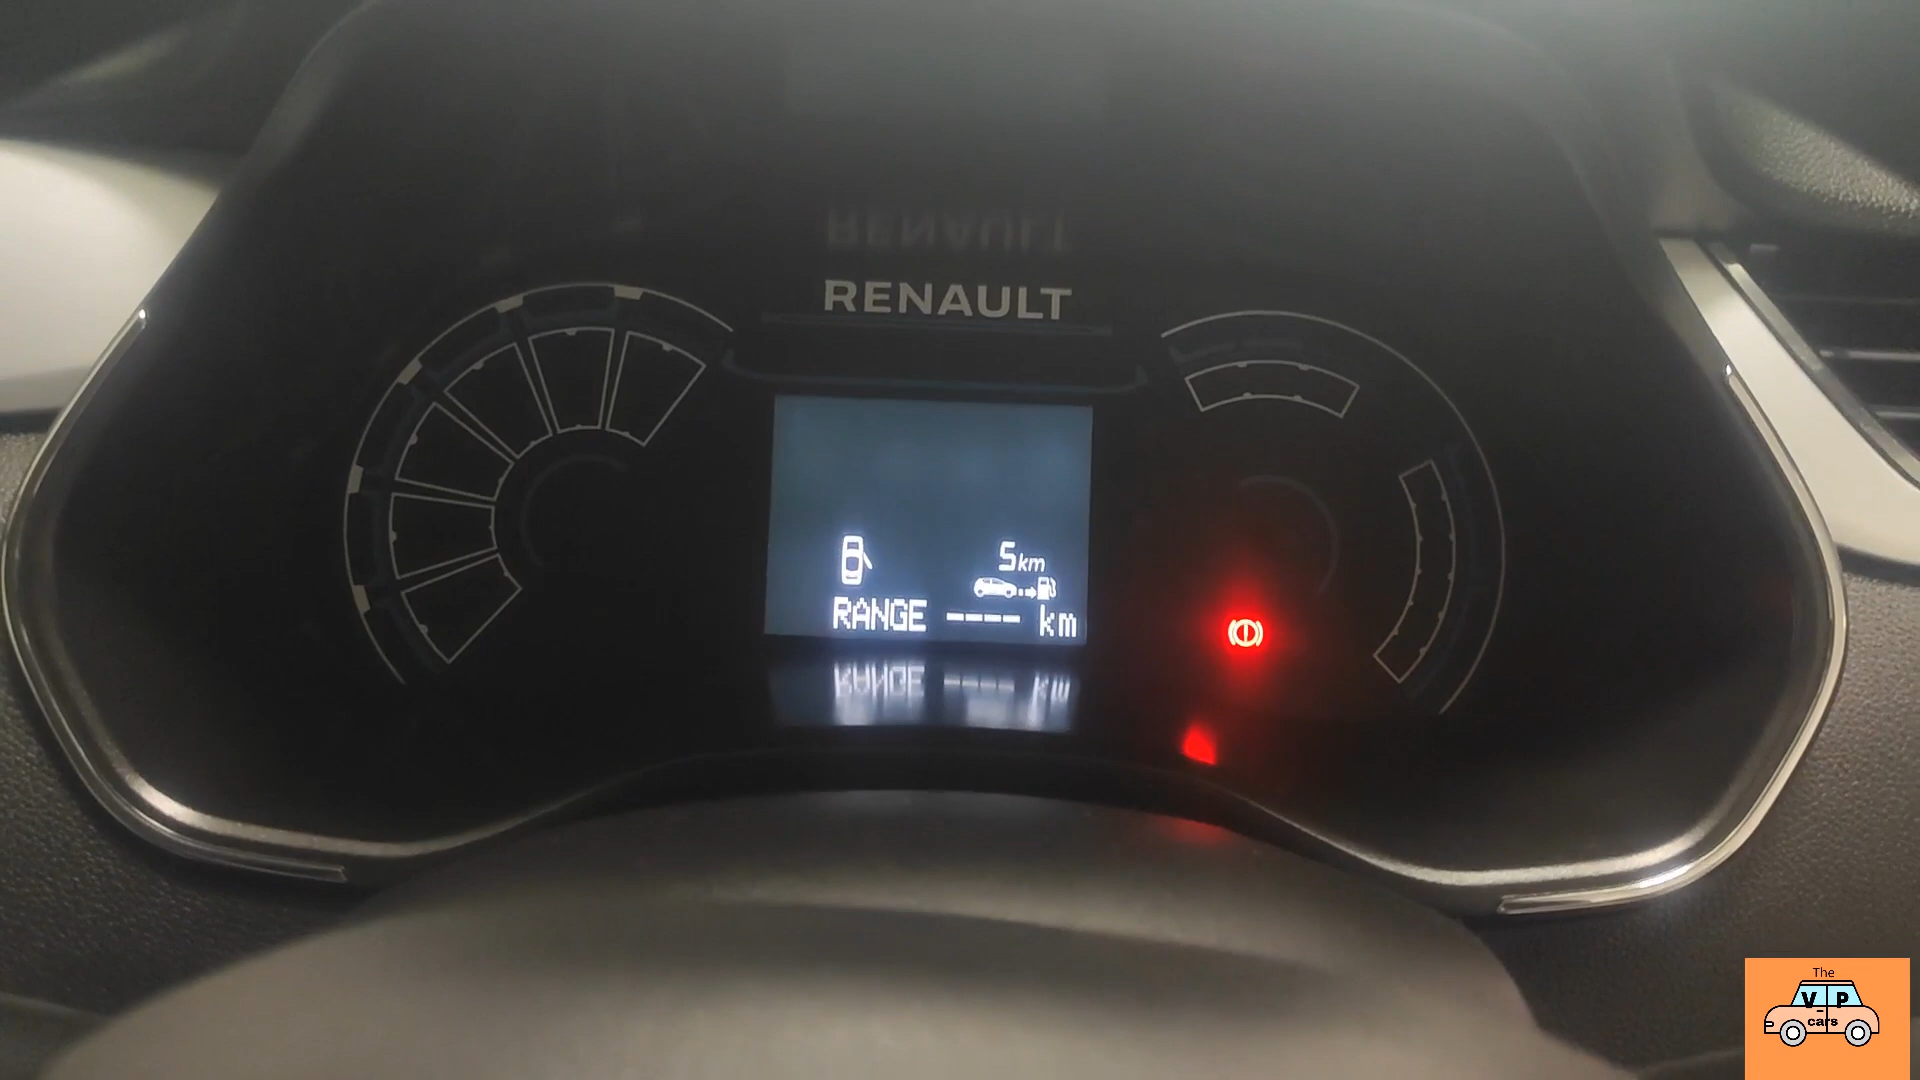 RENAULT
5km
RANGE ---- km
The
V P
cars